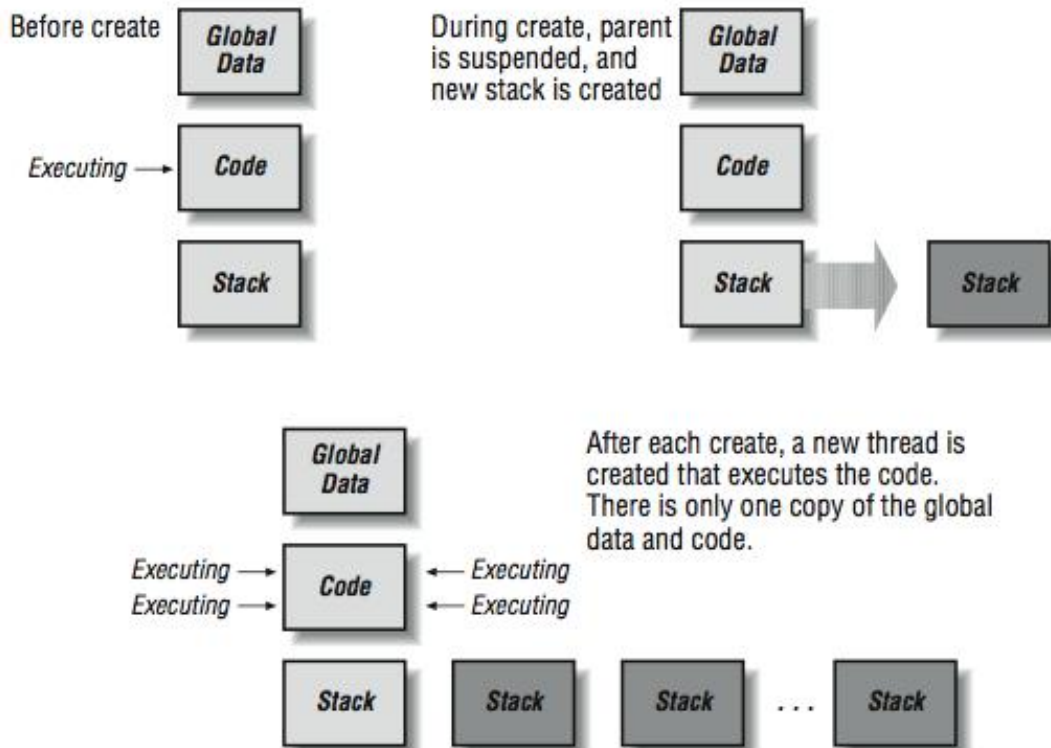 Before create
Global
Data
Executing
Code
Stack
During create, parent
is suspended, and
new stack is created
Global
Data
Code
Stack
Stack
Global
Data
After each create, a new thread is
created that executes the code.
There is only one copy of the global
data and code.
Executing
Executing
Code
Executing
Executing
Stack
Stack
Stack
. . .
Stack